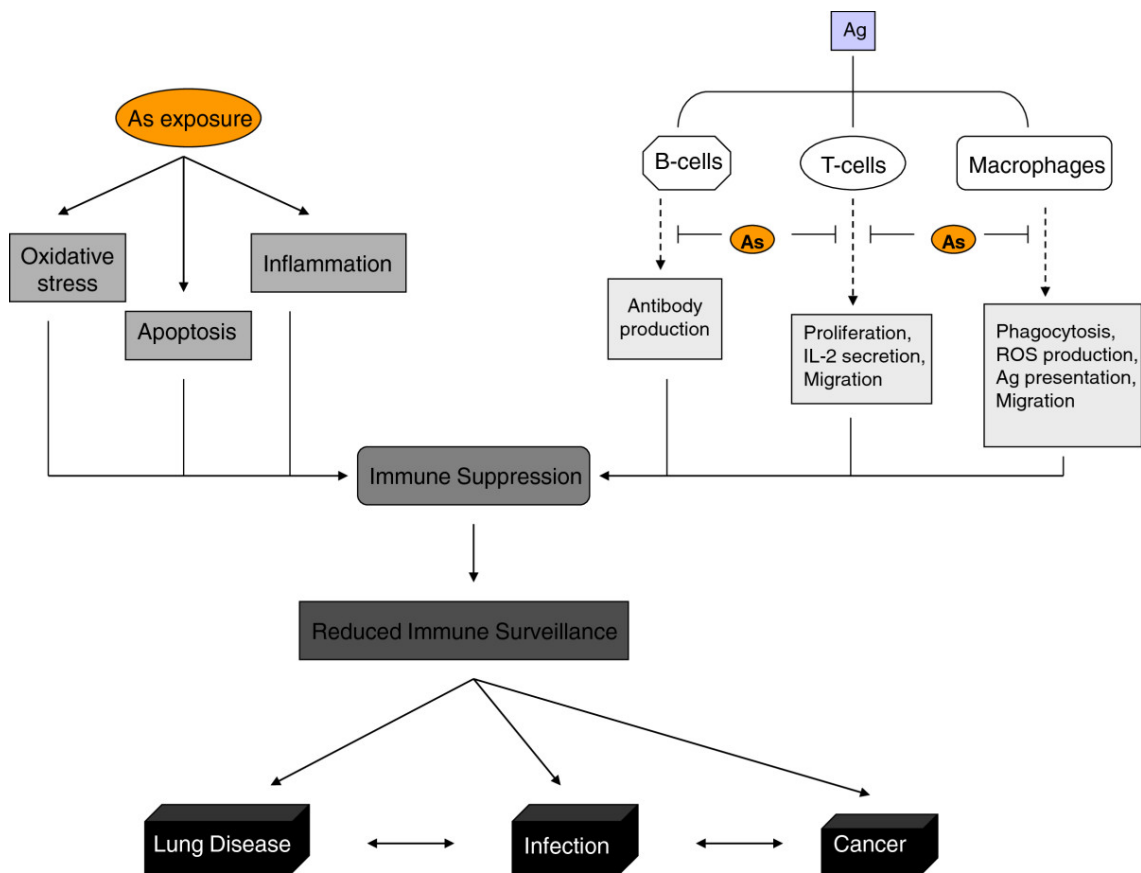 Ag
As exposure
B-cells
T-cells
Macrophages
As
As
Oxidative
stress
Inflammation
Apoptosis
Antibody
production
Proliferation,
IL-2 secretion,
Migration
Phagocytosis,
ROS production,
Ag presentation,
Migration
Immune Suppression
Reduced Immune Surveillance
Lung Disease
Infection
Cancer